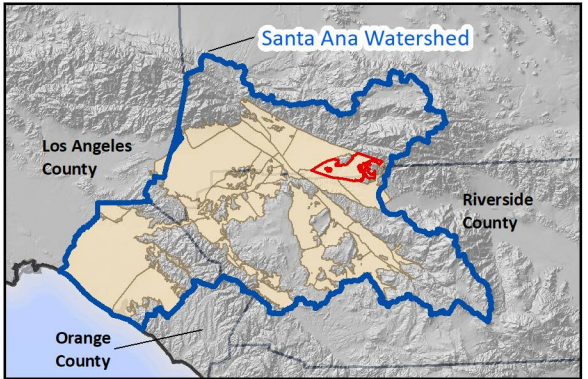 Santa Ana Watershed
Los Angeles
County
Riverside
County
Orange
County